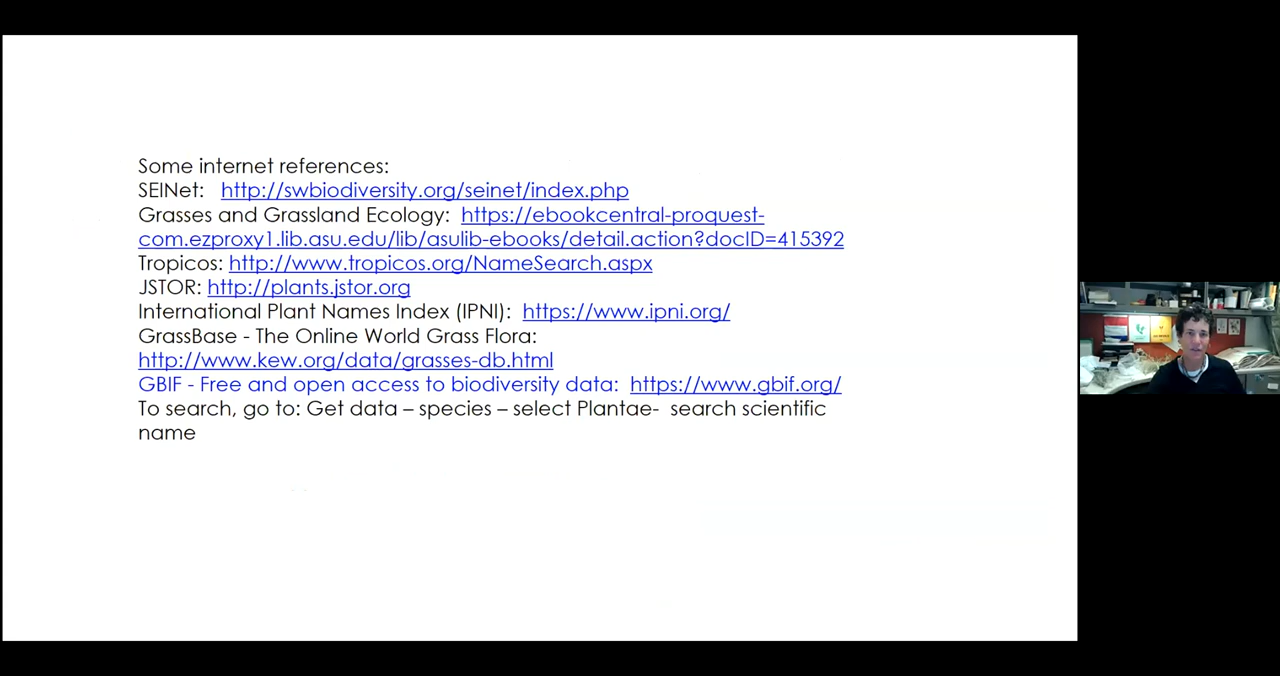 Some internet references:
SEINet: http://swbiodiversity.org/seinet/index.php
Grasses and Grassland Ecology: https://ebookcentral-proquest-
com.ezproxy1.lib.asu.edu/lib/asulib-ebooks/detail.action?docID=415392
Tropicos: http://www.tropicos.org/NameSearch.aspx
JSTOR: http://plants.jstor.org
International Plant Names Index (IPNI): https://www.ipni.org/
GrassBase - The Online World Grass Flora:
http://www.kew.org/data/grasses-db.html
GBIF - Free and open access to biodiversity data: https://www.gbif.org/
To search, go to: Get data – species – select Plantae- search scientific
name